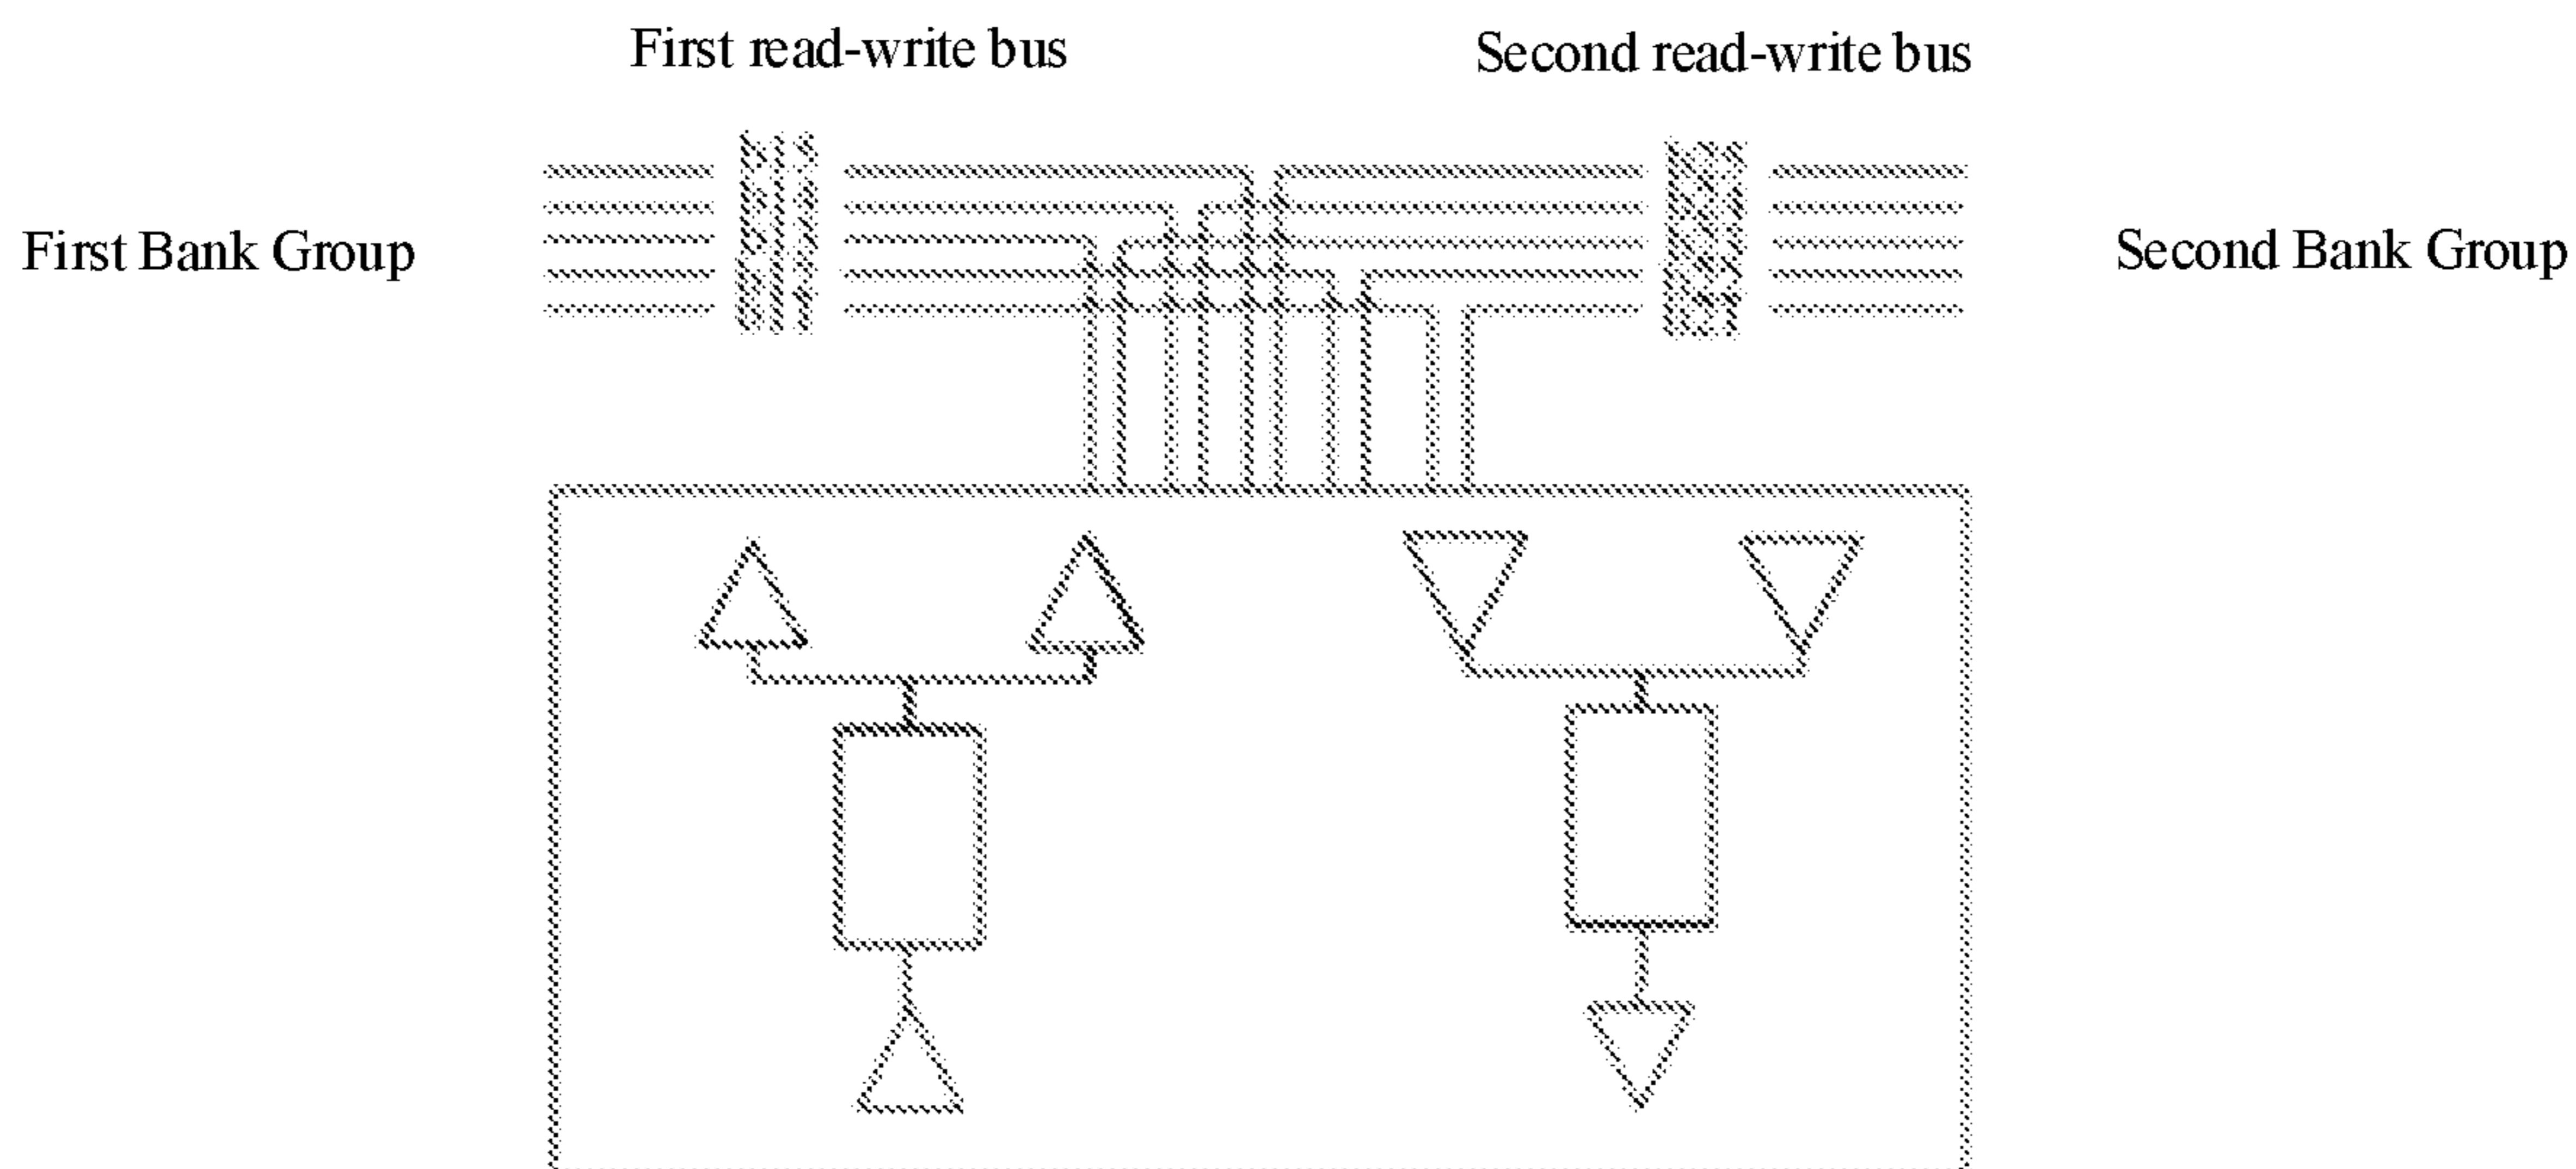 First read-write bus
Second read-write bus
First Bank Group
Second Bank Group